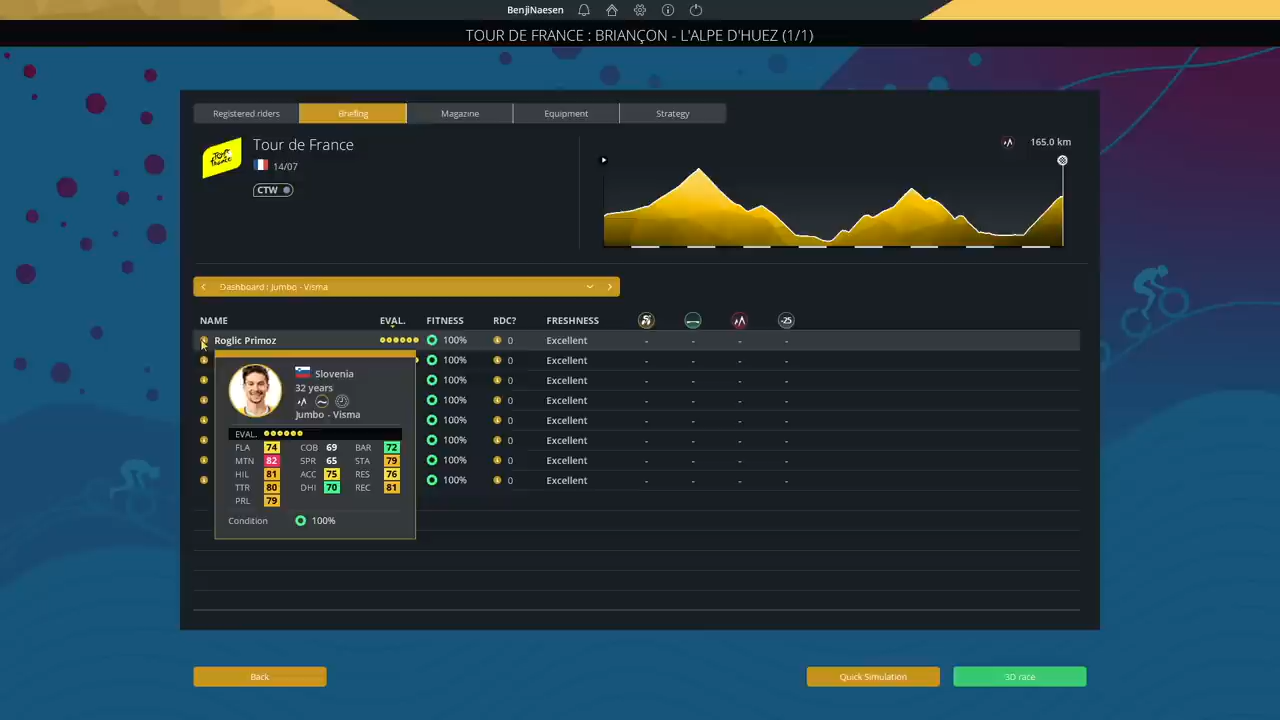 BenjiNaesen
TOUR DE FRANCE : BRIANÇON - L'ALPE D'HUEZ (1/1)
Registered riders
Briefing
Magazine
Equipment
Strategy
Tour de France
14/07
CTW
165.0 km
Dashboard : Jumbo - Visma
NAME EVAL. FITNESS RDC? FRESHNESS -25
Roglic Primoz 100% 0 Excellent - - - -
100% 0 Excellent - - - -
100% 0 Excellent - - - -
100% 0 Excellent - - - -
100% 0 Excellent - - - -
100% 0 Excellent - - - -
100% 0 Excellent - - - -
100% 0 Excellent - - - -
Slovenia
32 years
Jumbo - Visma
EVAL.
FLA 74 COB 69 BAR 72
MTN 82 SPR 65 STA 79
HIL 81 ACC 75 RES 76
TTR 80 DHI 70 REC 81
PRL 79
Condition 100%
Back
Quick Simulation
3D race